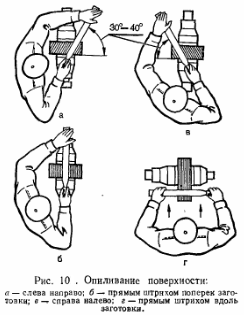 30°–40°
а
в
б
г
Рис. 10 . Опиливание поверхности:
а — слева направо; б — прямым штрихом поперек заго-
товки; в — справа налево; г — прямым штрихом вдоль
заготовки.